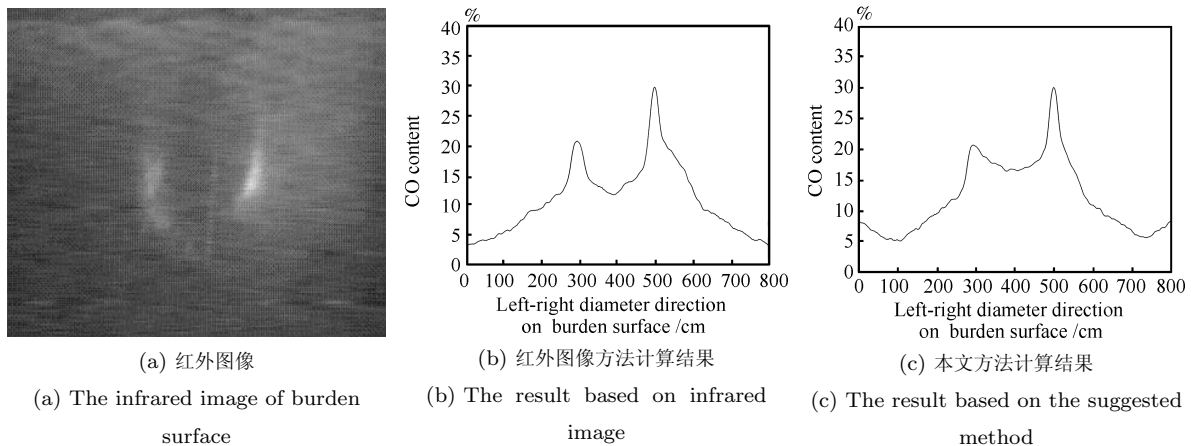 %
40
35
30
25
20
15
10
5
0
CO content
0 100 200 300 400 500 600 700 800
Left-right diameter direction
on burden surface /cm
%
40
35
30
25
20
15
10
5
0
CO content
0 100 200 300 400 500 600 700 800
Left-right diameter direction
on burden surface /cm
(a) 红外图像
(a) The infrared image of burden
surface
(b) 红外图像方法计算结果
(b) The result based on infrared
image
(c) 本文方法计算结果
(c) The result based on the suggested
method